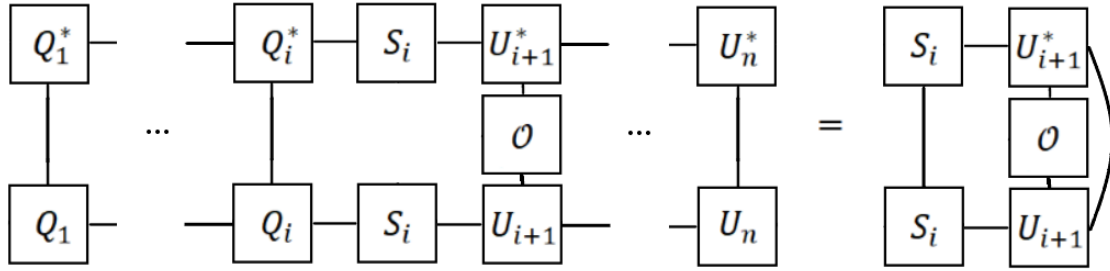 Q₁* Qᵢ* Sᵢ U*ᵢ₊₁ Uₙ* Sᵢ U*ᵢ₊₁
... 𝒪 ... = 𝒪
Q₁ Qᵢ Sᵢ Uᵢ₊₁ Uₙ Sᵢ Uᵢ₊₁